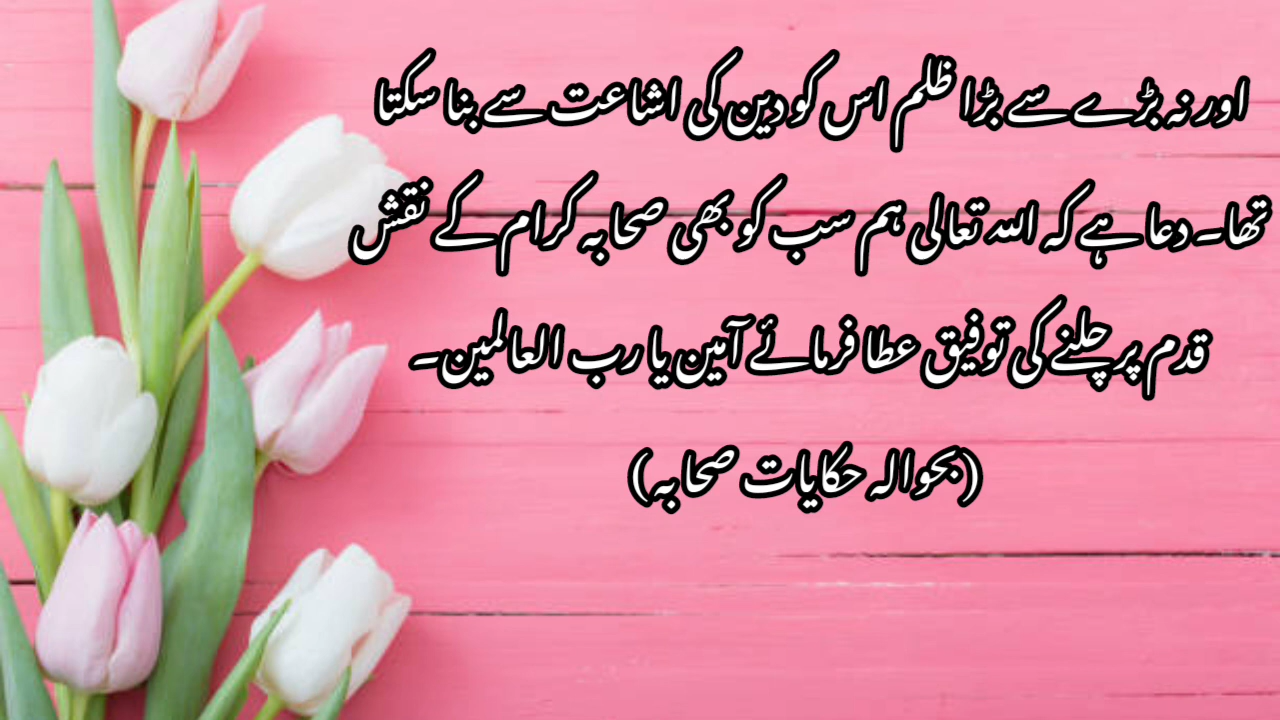 اور نہ بڑے سے بڑا ظلم اس کو دین کی اشاعت سے بنا سکتا
تھا۔ دعا ہے کہ اللہ تعالی ہم سب کو بھی صحابہ کرام کے نقش
قدم پر چلنے کی توفیق عطا فرمائے آمین یا رب العالمین۔
(بحوالہ حکایات صحابہ)